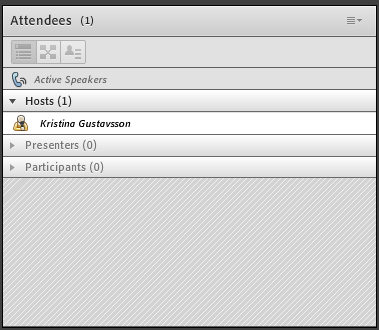 Attendees (1)
Active Speakers
Hosts (1)
Kristina Gustavsson
Presenters (0)
Participants (0)